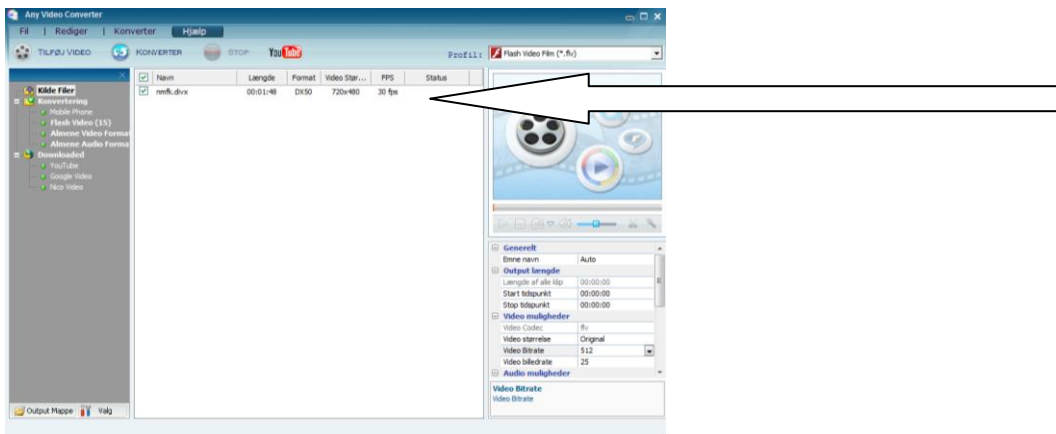 Any Video Converter
Fil | Rediger | Konverter Hjælp
TILFØJ VIDEO KONVERTER STOP YouTube Profil: Flash Video Film (*.flv)
Navn Længde Format Video Stør... FPS Status
nmfk.divx 00:01:48 DX50 720x480 30 fps
Kilde Filer
Konvertering
Mobile Phone
Flash Video (15)
Almene Video Format
Almene Audio Forma
Downloaded
YouTube
Google Video
Nico Video
Generelt
Emne navn Auto
Output længde
Længde af alle klip 00:00:00
Start tidspunkt 00:00:00
Stop tidspunkt 00:00:00
Video muligheder
Video Codec flv
Video størrelse Original
Video Bitrate 512
Video billedrate 25
Audio muligheder
Video Bitrate
Video Bitrate
Output Mappe Valg